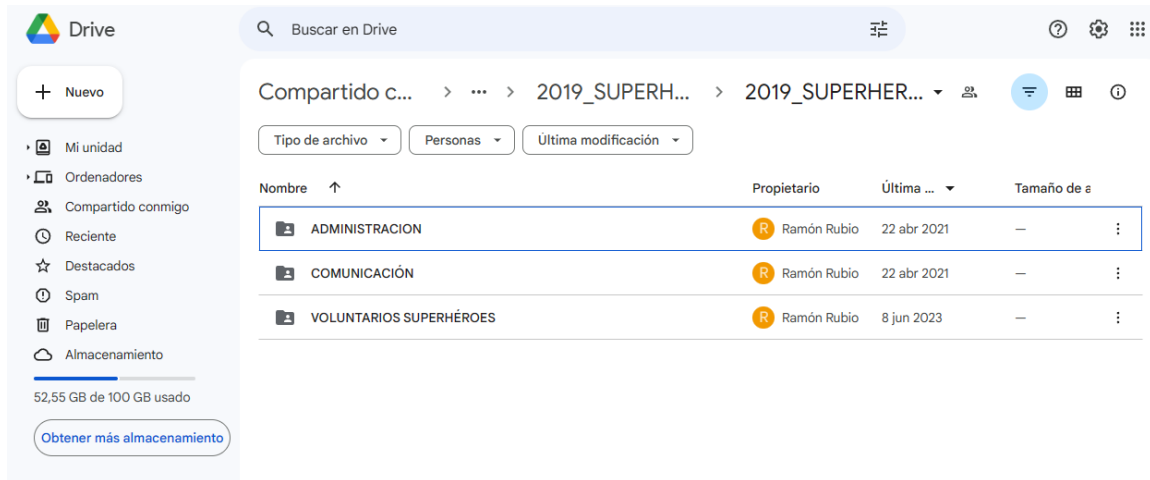 Drive
Buscar en Drive
Nuevo
Mi unidad
Ordenadores
Compartido conmigo
Reciente
Destacados
Spam
Papelera
Almacenamiento
52,55 GB de 100 GB usado
Obtener más almacenamiento
Compartido c... > ... > 2019_SUPERH... > 2019_SUPERHER...
Tipo de archivo Personas Última modificación
Nombre Propietario Última ... Tamaño de a
ADMINISTRACION R Ramón Rubio 22 abr 2021 —
COMUNICACIÓN R Ramón Rubio 22 abr 2021 —
VOLUNTARIOS SUPERHÉROES R Ramón Rubio 8 jun 2023 —